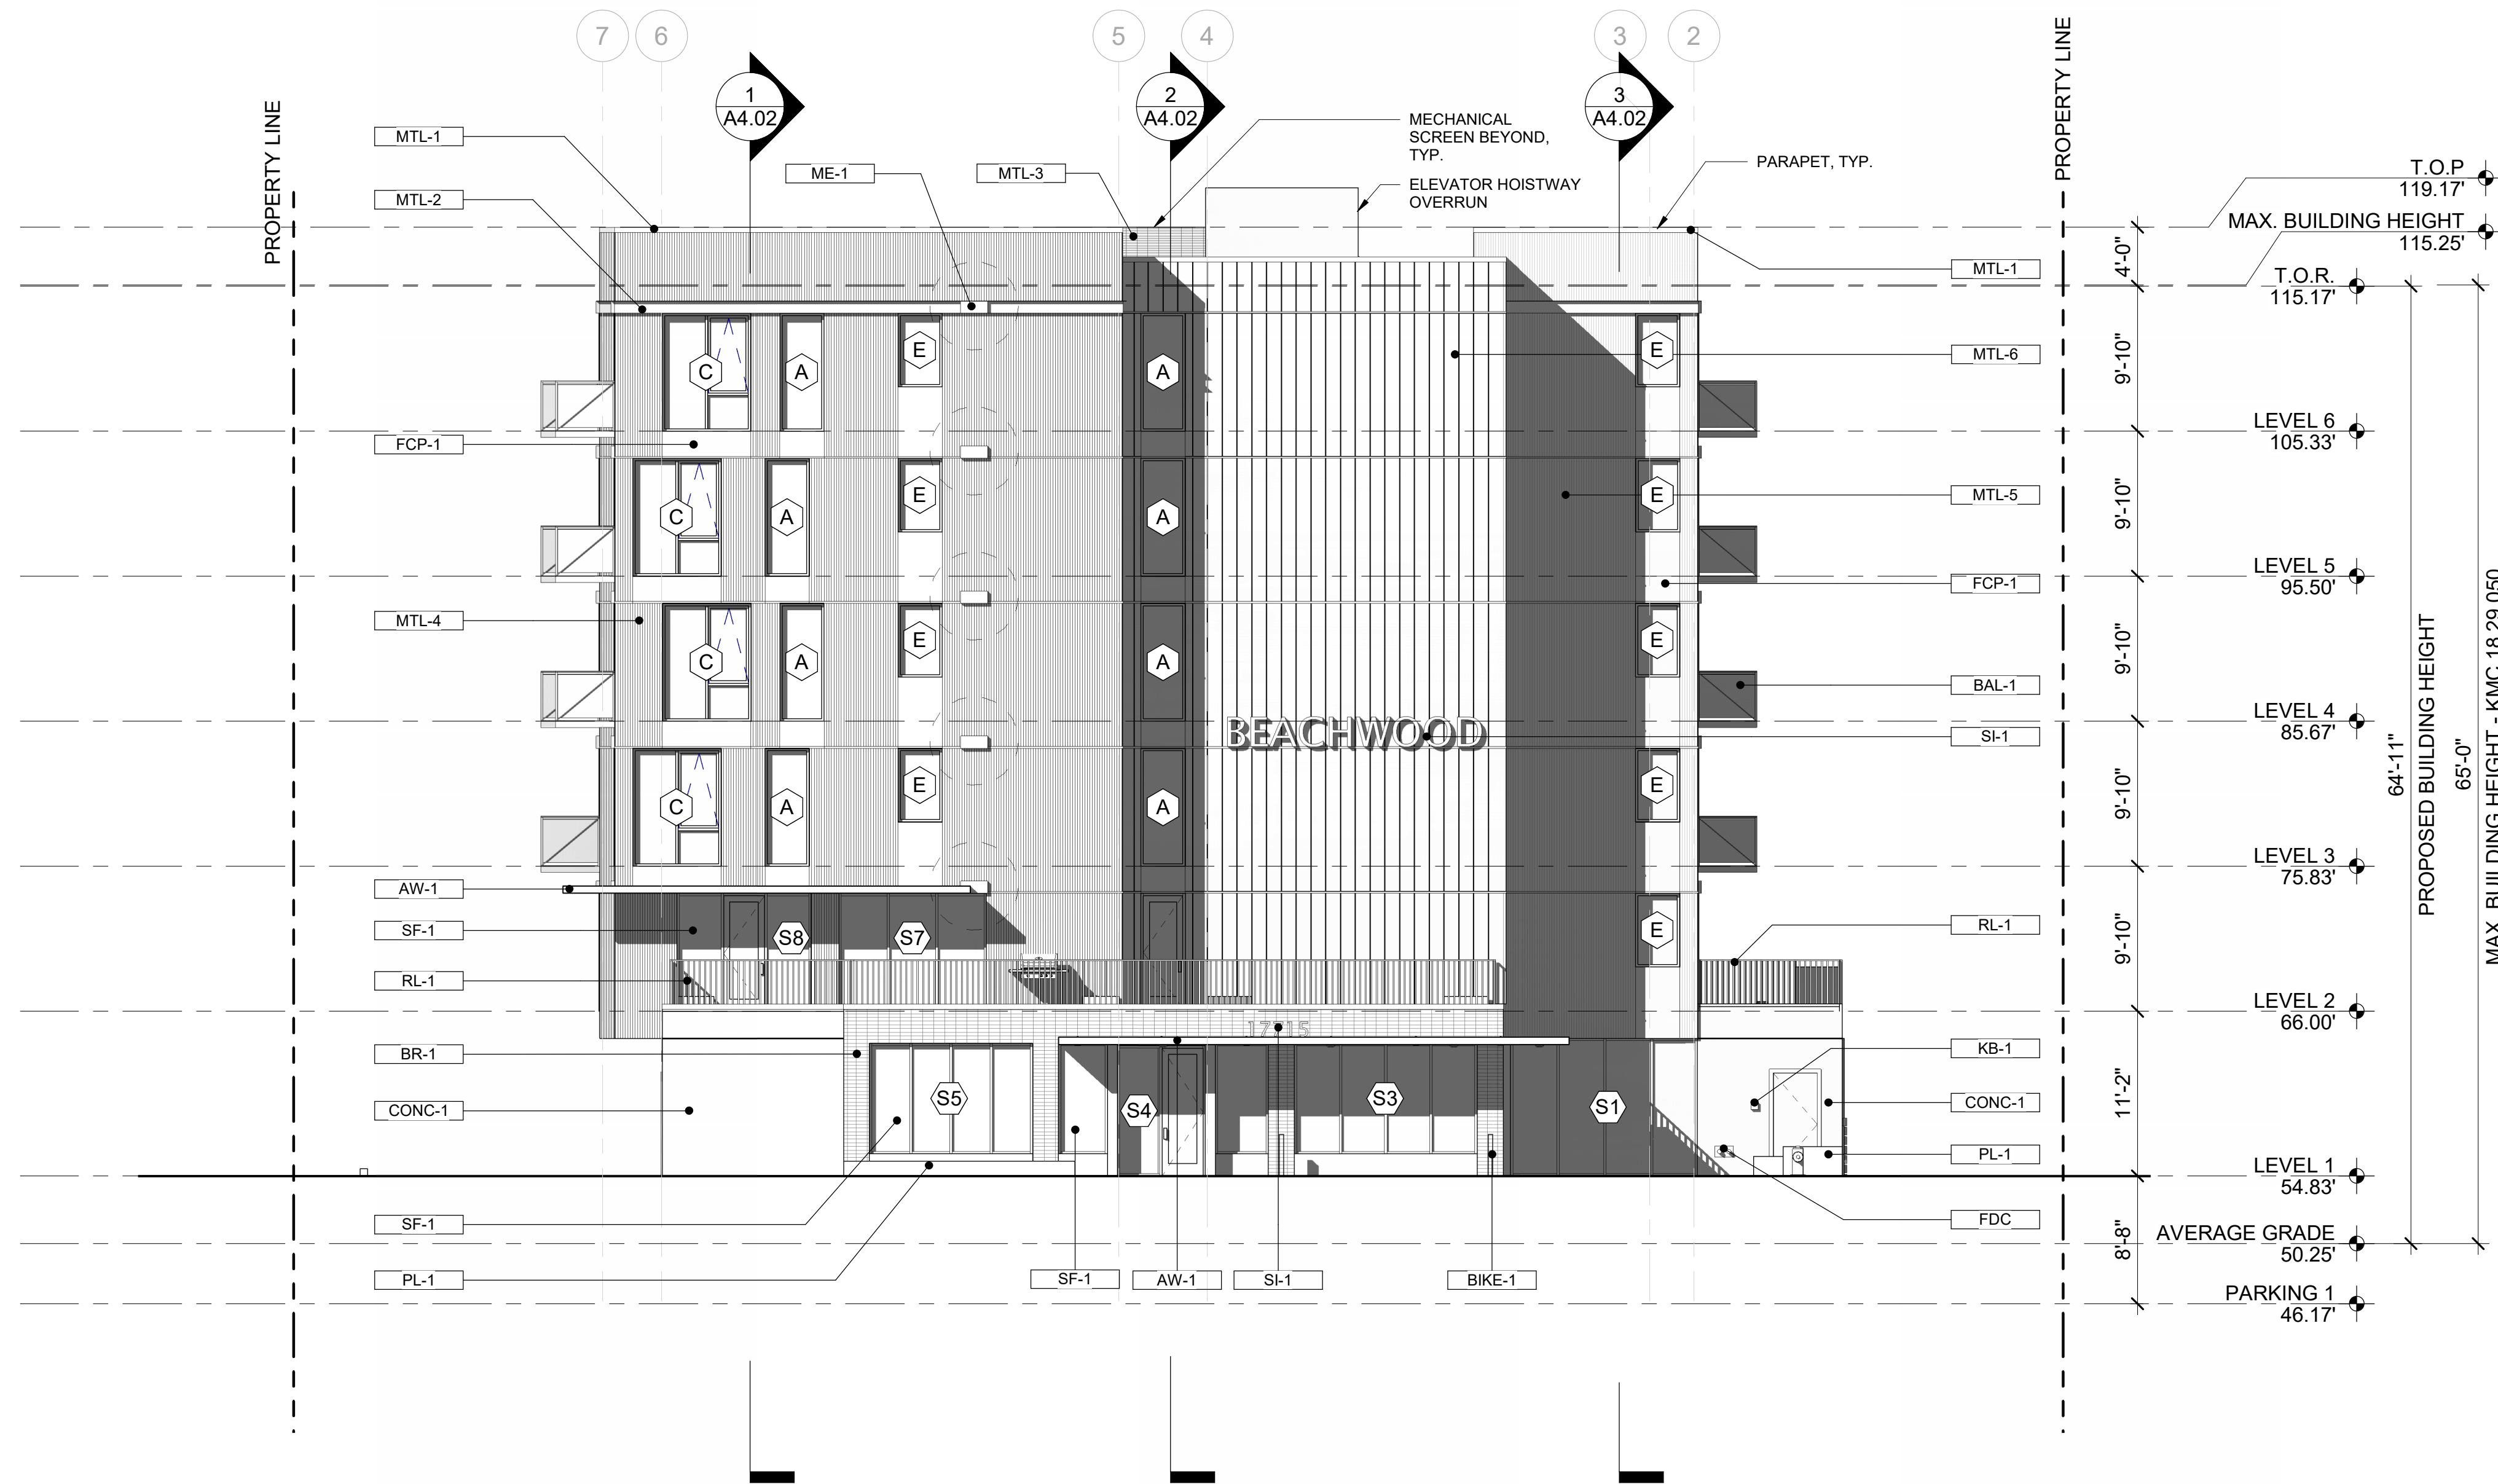 7
6
5
4
3
2
1
A4.02
2
A4.02
3
A4.02
PROPERTY LINE
PROPERTY LINE
MTL-1
MTL-2
ME-1
MTL-3
MECHANICAL
SCREEN BEYOND,
TYP.
ELEVATOR HOISTWAY
OVERRUN
PARAPET, TYP.
T.O.P
119.17'
MAX. BUILDING HEIGHT
115.25'
T.O.R.
115.17'
4'-0"
MTL-1
MTL-6
9'-10"
C
A
E
A
E
LEVEL 6
105.33'
FCP-1
MTL-5
9'-10"
C
A
E
A
E
LEVEL 5
95.50'
FCP-1
MTL-4
9'-10"
C
A
E
A
E
BAL-1
LEVEL 4
85.67'
BEACHWOOD
SI-1
9'-10"
C
A
E
A
E
LEVEL 3
75.83'
64'-11"
PROPOSED BUILDING HEIGHT
65'-0"
MAX. BUILDING HEIGHT - KMC 18.29.050
AW-1
SF-1
RL-1
S8
S7
E
RL-1
9'-10"
LEVEL 2
66.00'
17715
BR-1
CONC-1
S5
S4
S3
S1
KB-1
CONC-1
PL-1
11'-2"
LEVEL 1
54.83'
SF-1
PL-1
SF-1
AW-1
SI-1
BIKE-1
FDC
8'-8"
AVERAGE GRADE
50.25'
PARKING 1
46.17'